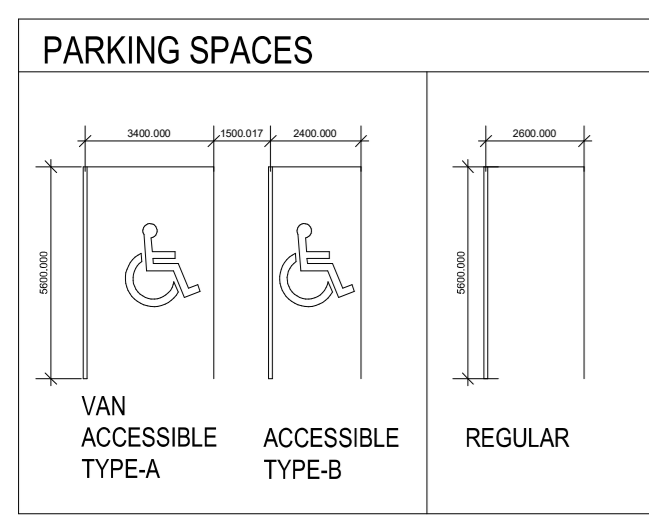 PARKING SPACES
3400.000
1500.017
2400.000
2600.000
5600.000
5600.000
VAN
ACCESSIBLE
TYPE-A
ACCESSIBLE
TYPE-B
REGULAR